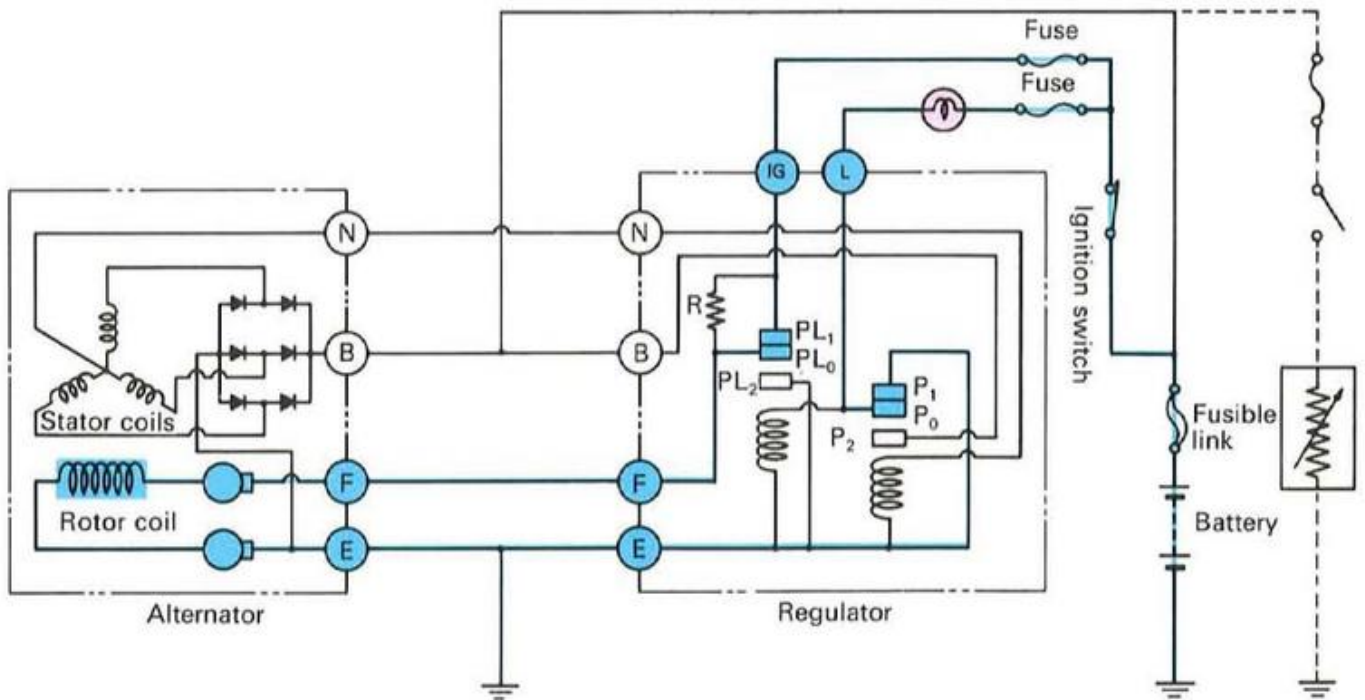 Fuse
Fuse
IG
L
Ignition switch
N
N
R
PL1
PL0
PL2
B
B
P1
P0
P2
Stator coils
Fusible
link
F
F
Rotor coil
Battery
E
E
Alternator
Regulator